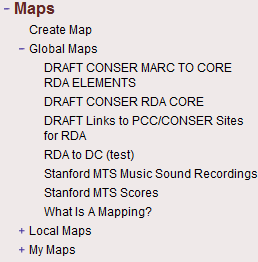 - Maps
Create Map
- Global Maps
DRAFT CONSER MARC TO CORE
RDA ELEMENTS
DRAFT CONSER RDA CORE
DRAFT Links to PCC/CONSER Sites
for RDA
RDA to DC (test)
Stanford MTS Music Sound Recordings
Stanford MTS Scores
What Is A Mapping?
+ Local Maps
+ My Maps